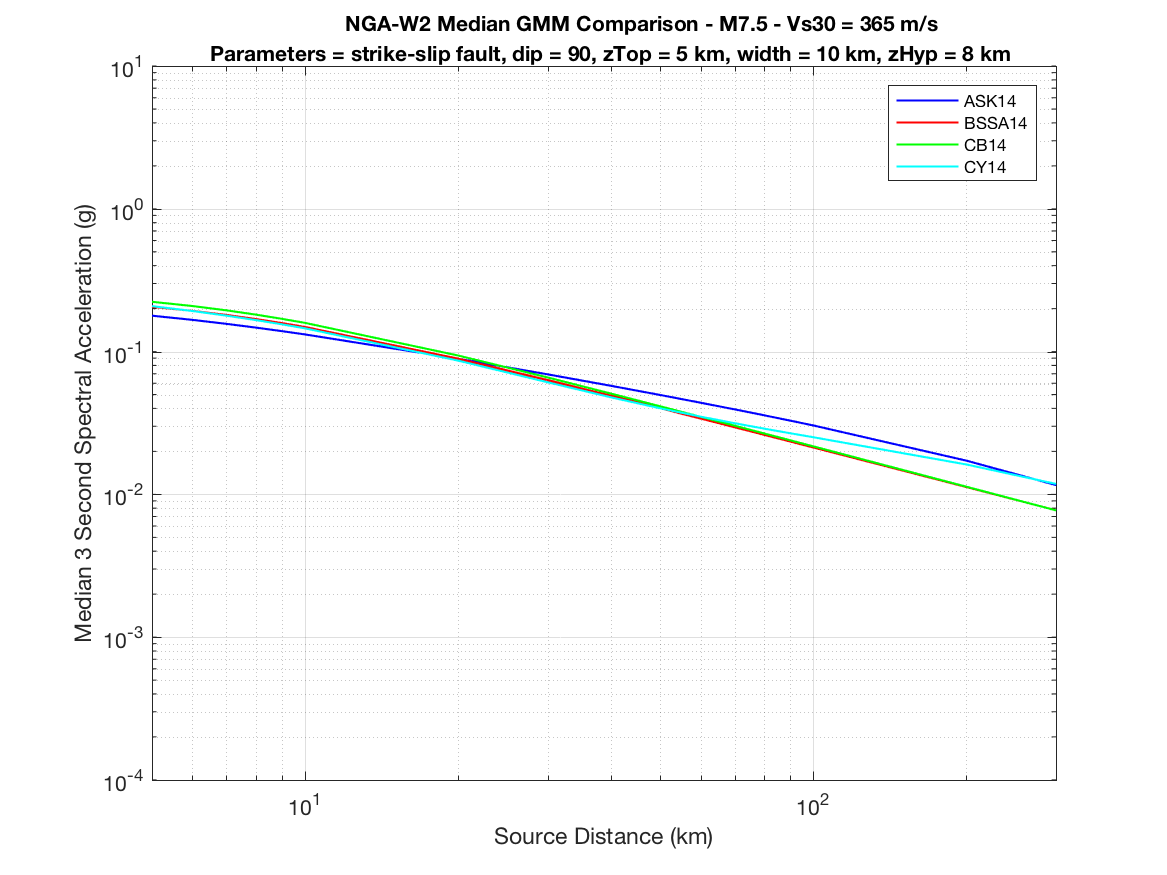 NGA-W2 Median GMM Comparison - M7.5 - Vs30 = 365 m/s
Parameters = strike-slip fault, dip = 90, zTop = 5 km, width = 10 km, zHyp = 8 km
10^1
10^0
10^-1
10^-2
10^-3
10^-4
Median 3 Second Spectral Acceleration (g)
ASK14
BSSA14
CB14
CY14
10^1
10^2
Source Distance (km)